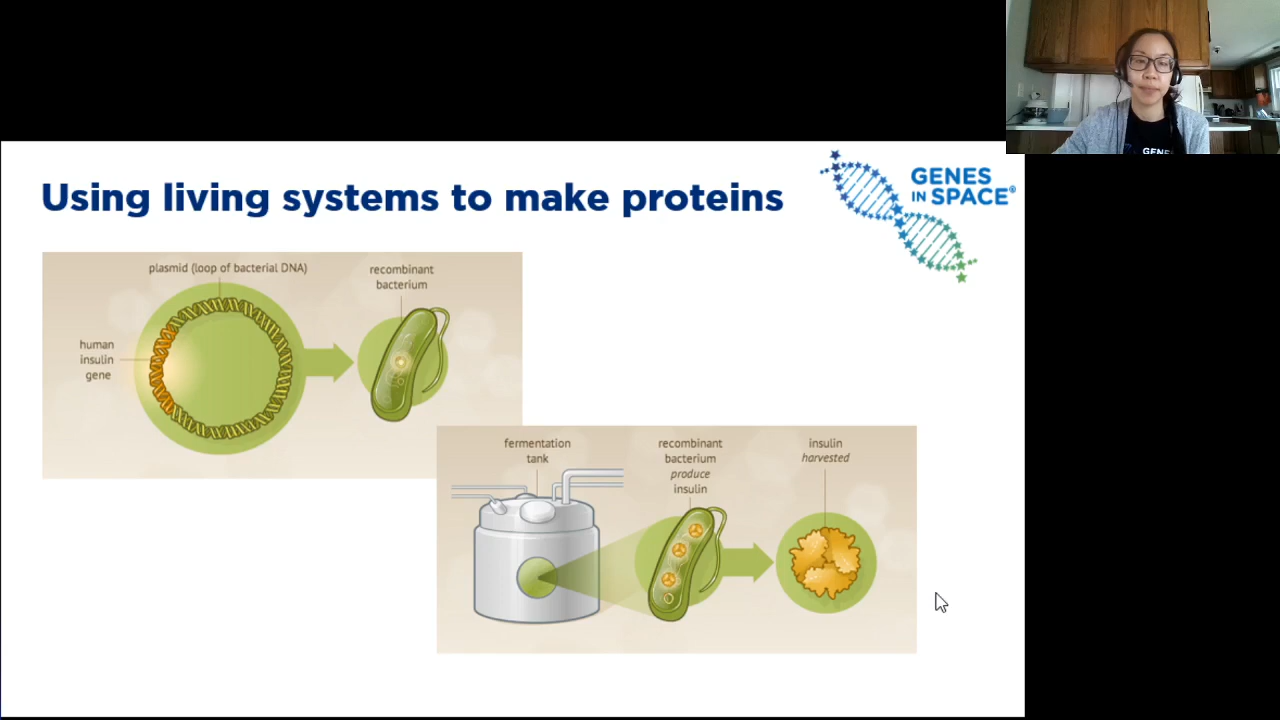 Using living systems to make proteins
GENES
IN SPACE®
plasmid (loop of bacterial DNA)
recombinant
bacterium
human
insulin
gene
fermentation
tank
recombinant
bacterium
produce
insulin
insulin
harvested
GENE